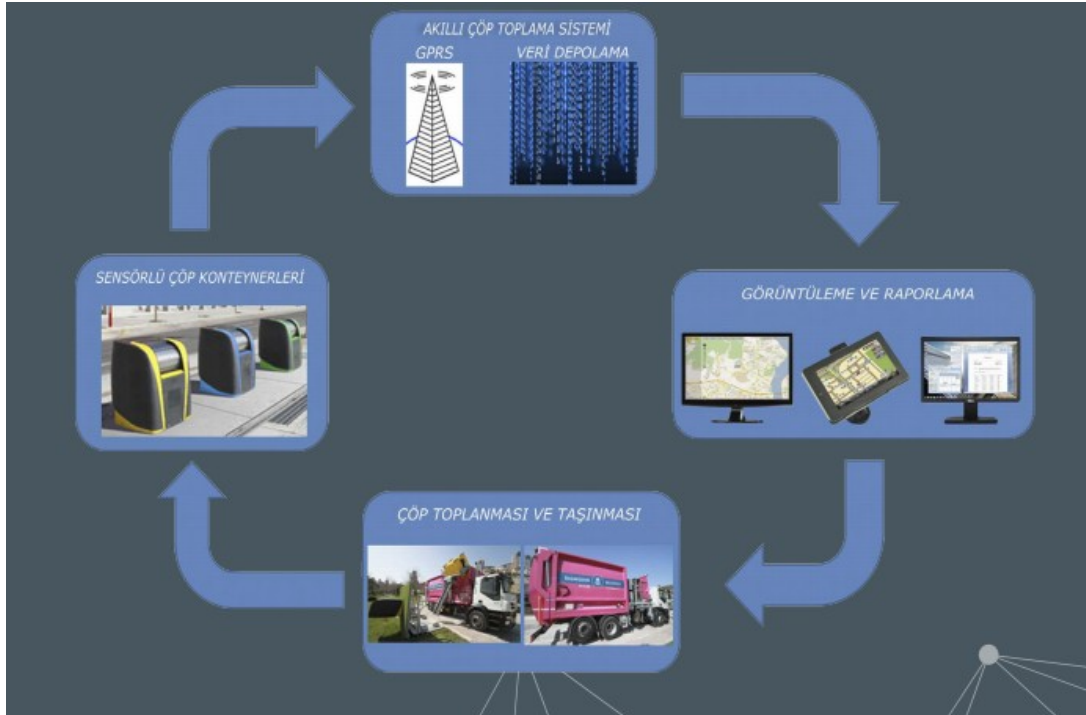 AKILLI ÇÖP TOPLAMA SİSTEMİ
GPRS VERİ DEPOLAMA
SENSÖRLÜ ÇÖP KONTEYNERLERİ
GÖRÜNTÜLEME VE RAPORLAMA
ÇÖP TOPLANMASI VE TAŞINMASI